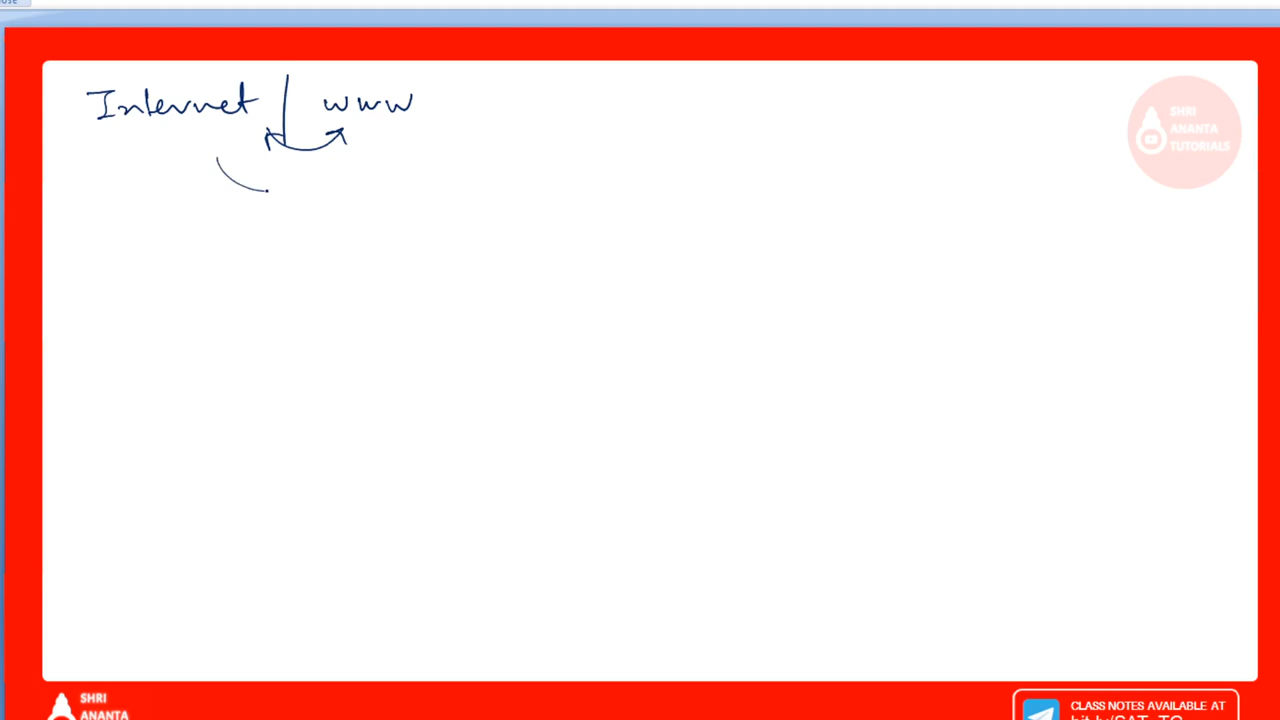 Internet | www
SHRI
ANANTA
TUTORIALS
SHRI
ANANTA
CLASS NOTES AVAILABLE AT